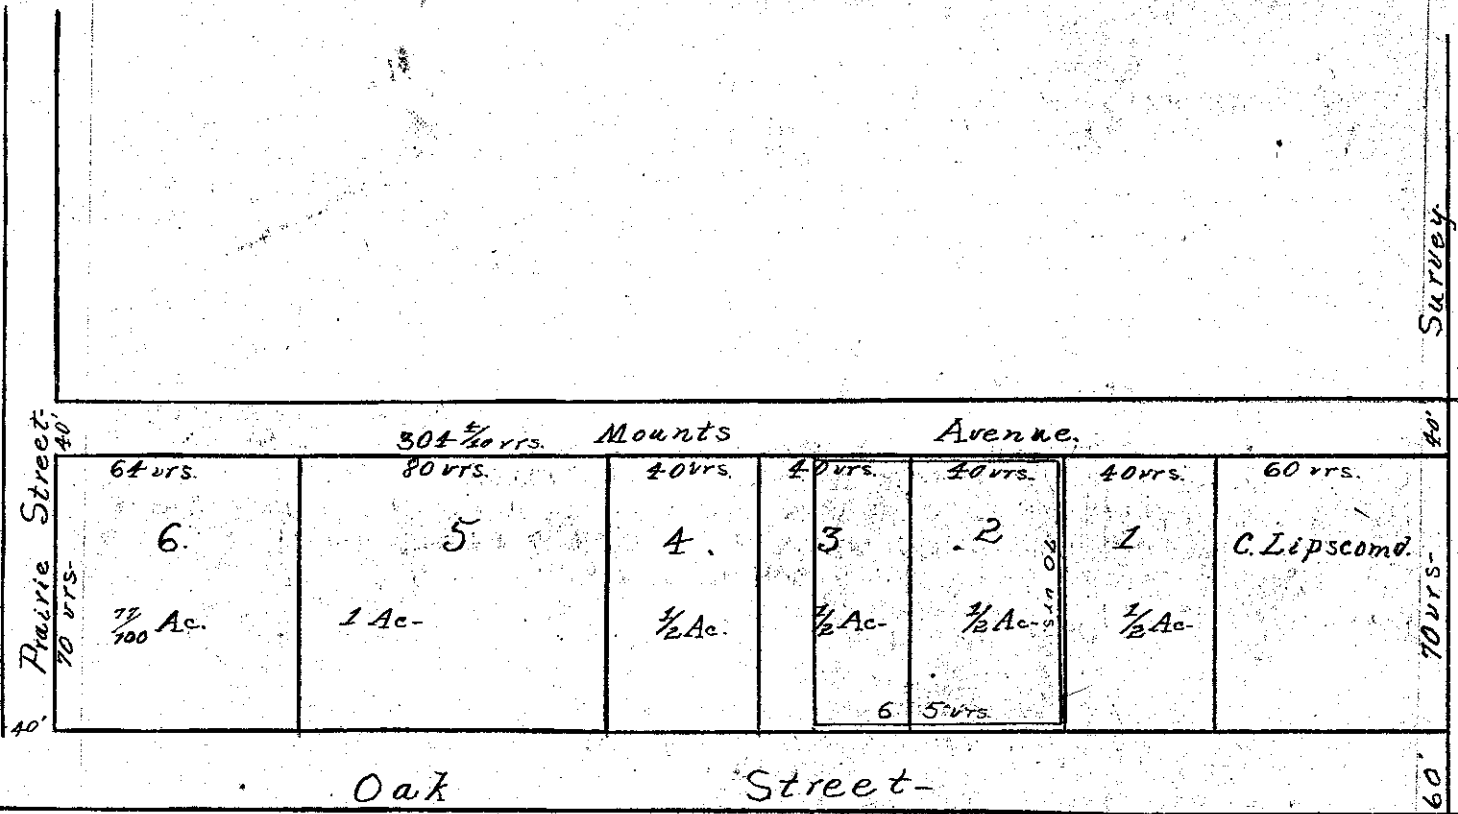 Survey
Prairie Street-
40'
304 4/10 vrs. Mounts Avenue.
40'
64 vrs. 80 vrs. 40 vrs. 40 vrs. 40 vrs. 40 vrs. 60 vrs.
6. 5 4. 3 2 1 C. Lipscomd.
70 vrs- 70 vrs 70 vrs-
77/100 Ac. 1 Ac- 1/2 Ac. 1/2 Ac- 1/2 Ac- 1/2 Ac-
65 vrs
40'
Oak Street-
60'